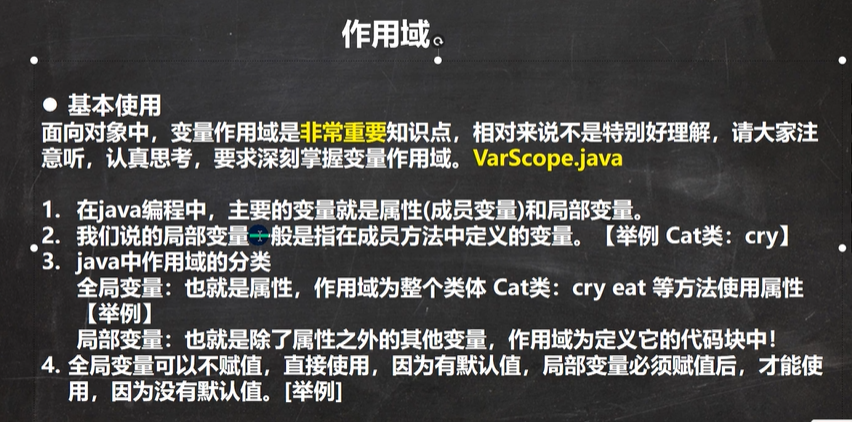 作用域。
● 基本使用
面向对象中，变量作用域是非常重要知识点，相对来说不是特别好理解，请大家注
意听，认真思考，要求深刻掌握变量作用域。VarScope.java
1. 在java编程中，主要的变量就是属性(成员变量)和局部变量。
2. 我们说的局部变量一般是指在成员方法中定义的变量。【举例 Cat类：cry】
3. java中作用域的分类
全局变量：也就是属性，作用域为整个类体 Cat类：cry eat 等方法使用属性
【举例】
局部变量：也就是除了属性之外的其他变量，作用域为定义它的代码块中！
4. 全局变量可以不赋值，直接使用，因为有默认值，局部变量必须赋值后，才能使
用，因为没有默认值。[举例]